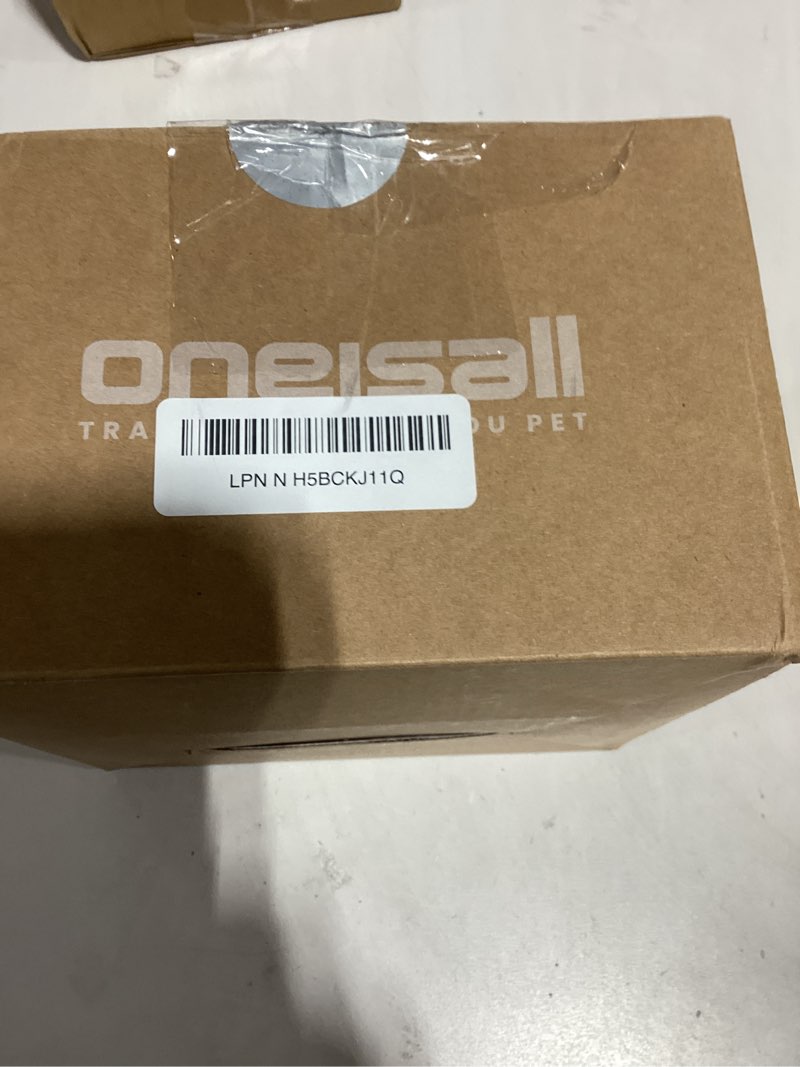 oneisall
TRA OU PET
LPN N H5BCKJ11Q